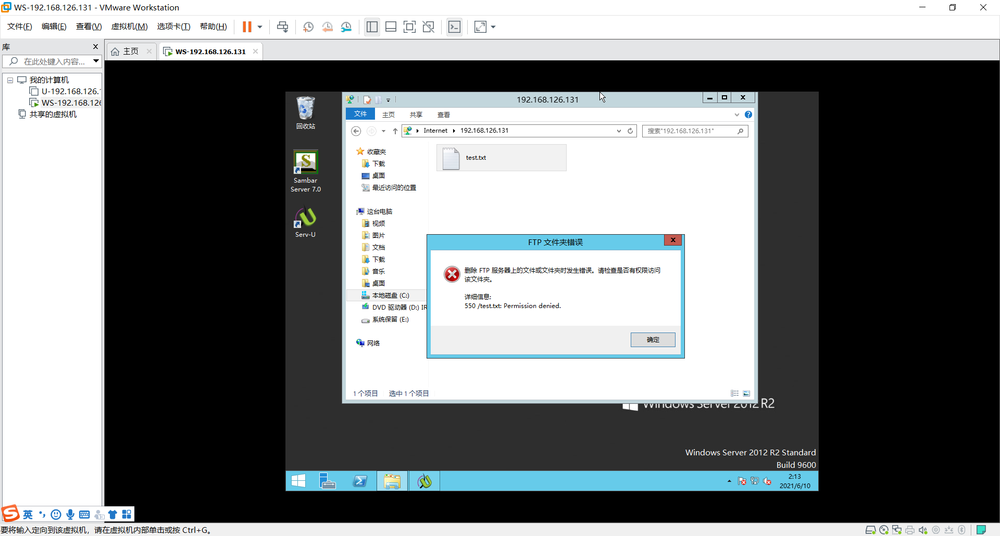 WS-192.168.126.131 - VMware Workstation
文件(F) 编辑(E) 查看(V) 虚拟机(M) 选项卡(T) 帮助(H)
库
主页
WS-192.168.126.131
在此处键入内容...
我的计算机
U-192.168.126.
WS-192.168.126
共享的虚拟机
回收站
Sambar
Server 7.0
Serv-U
192.168.126.131
文件 主页 共享 查看
Internet 192.168.126.131
搜索"192.168.126.131"
收藏夹
下载
桌面
最近访问的位置
这台电脑
视频
图片
文档
下载
音乐
桌面
本地磁盘 (C:)
DVD 驱动器 (D:) IR
系统保留 (E:)
网络
test.txt
FTP 文件夹错误
删除 FTP 服务器上的文件或文件夹时发生错误。请检查是否有权限访问
该文件夹。
详细信息:
550 /test.txt: Permission denied.
确定
1 个项目 选中 1 个项目
Windows Server 2012 R2
Windows Server 2012 R2 Standard
Build 9600
2:13
2021/6/10
英
要将输入定向到该虚拟机，请在虚拟机内部单击或按 Ctrl+G。